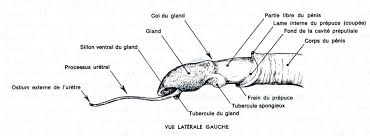 Col du gland
Partie libre du pénis
Lame interne du prépuce (coupée)
Gland
Fond de la cavité prépultiale
Sillon ventral du gland
Corps du pénis
Processus urétral
Ostium externe de l'urètre
Frein du prépuce
Tubercule spongieux
Tubercule du gland
VUE LATÉRALE GAUCHE